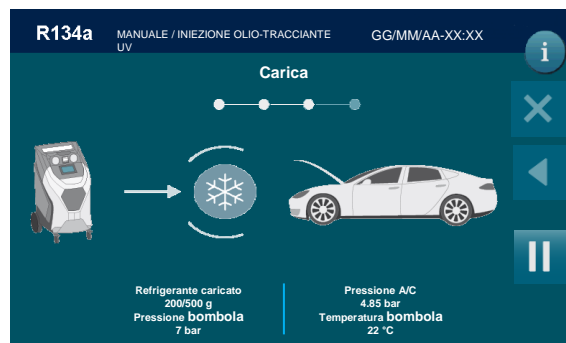 R134a
MANUALE / INIEZIONE OLIO-TRACCIANTE
UV
GG/MM/AA-XX:XX
i
Carica
Refrigerante caricato
200/500 g
Pressione bombola
7 bar
Pressione A/C
4.85 bar
Temperatura bombola
22 °C